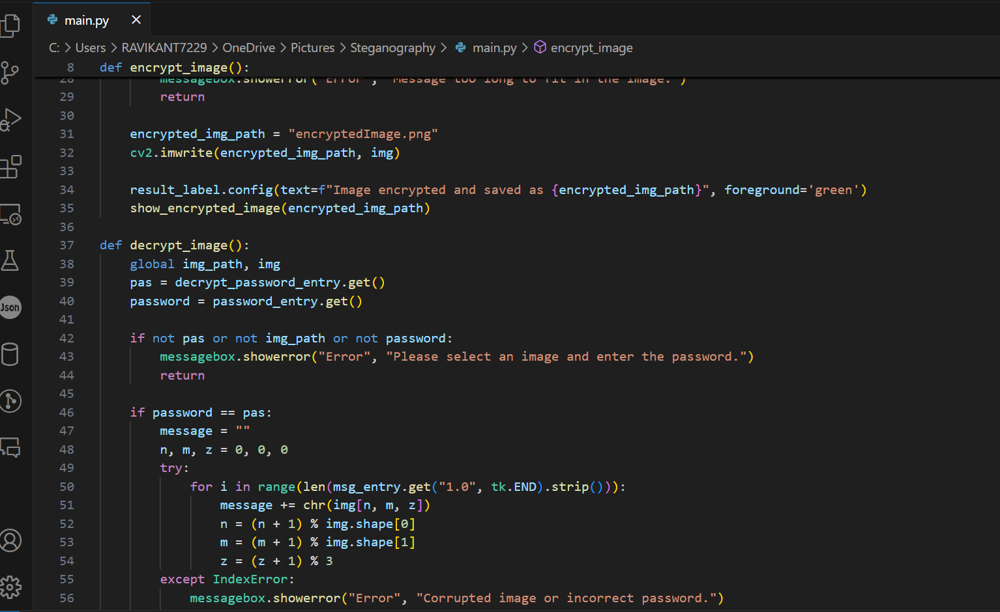 main.py
C: > Users > RAVIKANT7229 > OneDrive > Pictures > Steganography > main.py > encrypt_image
8 def encrypt_image():
28 messagebox.showerror("Error", "Message too long to fit in the image.")
29 return
30
31 encrypted_img_path = "encryptedImage.png"
32 cv2.imwrite(encrypted_img_path, img)
33
34 result_label.config(text=f"Image encrypted and saved as {encrypted_img_path}", foreground='green')
35 show_encrypted_image(encrypted_img_path)
36
37 def decrypt_image():
38 global img_path, img
39 pas = decrypt_password_entry.get()
40 password = password_entry.get()
41
42 if not pas or not img_path or not password:
43 messagebox.showerror("Error", "Please select an image and enter the password.")
44 return
45
46 if password == pas:
47 message = ""
48 n, m, z = 0, 0, 0
49 try:
50 for i in range(len(msg_entry.get("1.0", tk.END).strip())):
51 message += chr(img[n, m, z])
52 n = (n + 1) % img.shape[0]
53 m = (m + 1) % img.shape[1]
54 z = (z + 1) % 3
55 except IndexError:
56 messagebox.showerror("Error", "Corrupted image or incorrect password.")
Json